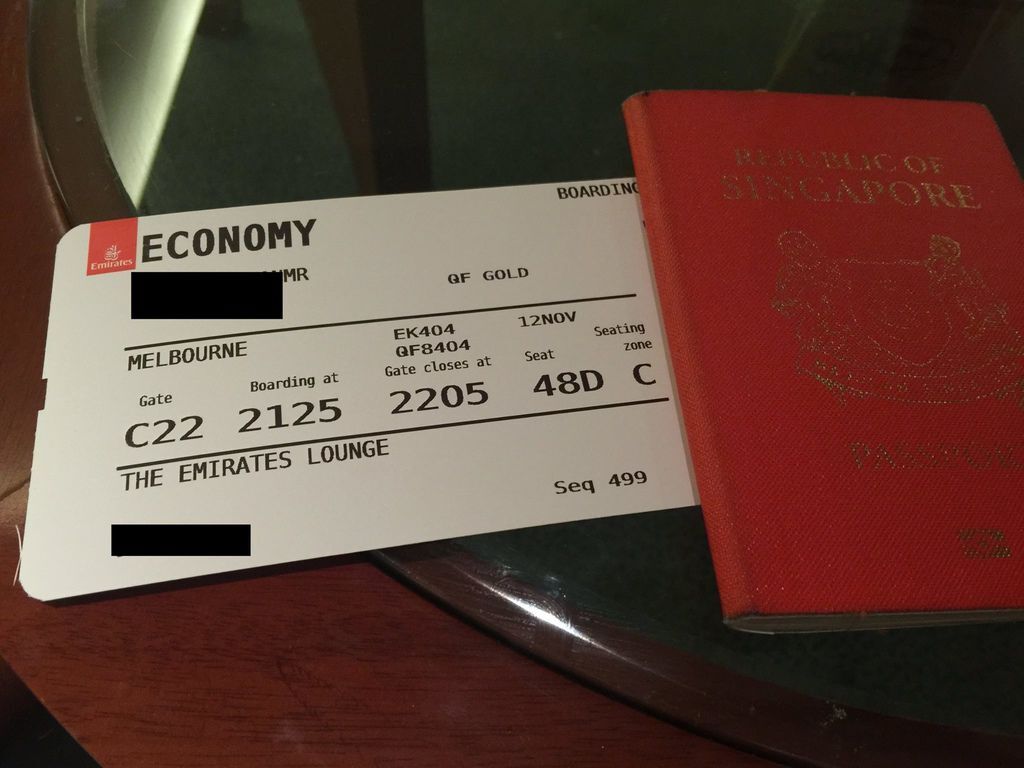 BOARDING
Emirates
ECONOMY
MR
QF GOLD
MELBOURNE
EK404
QF8404
12NOV
Gate
Boarding at
Gate closes at
Seat
Seating
zone
C22
2125
2205
48D
C
THE EMIRATES LOUNGE
Seq 499
REPUBLIC OF
SINGAPORE